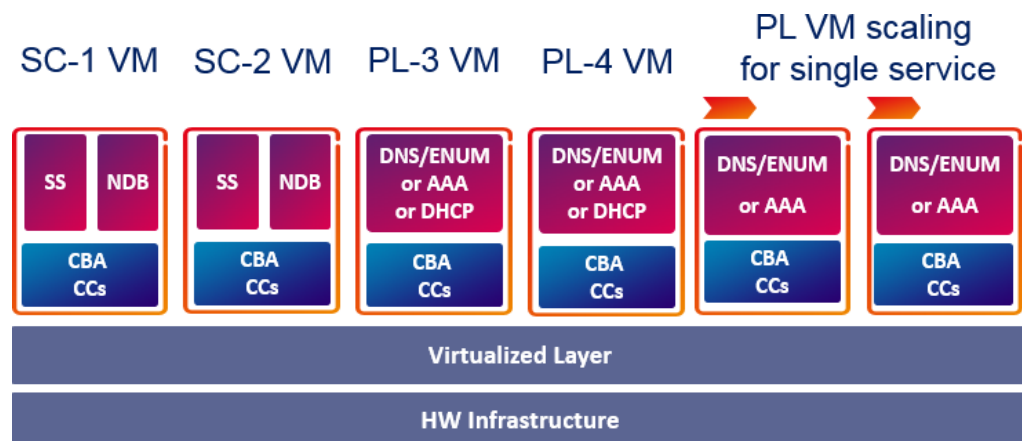 SC-1 VM
SC-2 VM
PL-3 VM
PL-4 VM
PL VM scaling
for single service
SS
NDB
CBA
CCs
SS
NDB
CBA
CCs
DNS/ENUM
or AAA
or DHCP
CBA
CCs
DNS/ENUM
or AAA
or DHCP
CBA
CCs
DNS/ENUM
or AAA
CBA
CCs
DNS/ENUM
or AAA
CBA
CCs
Virtualized Layer
HW Infrastructure